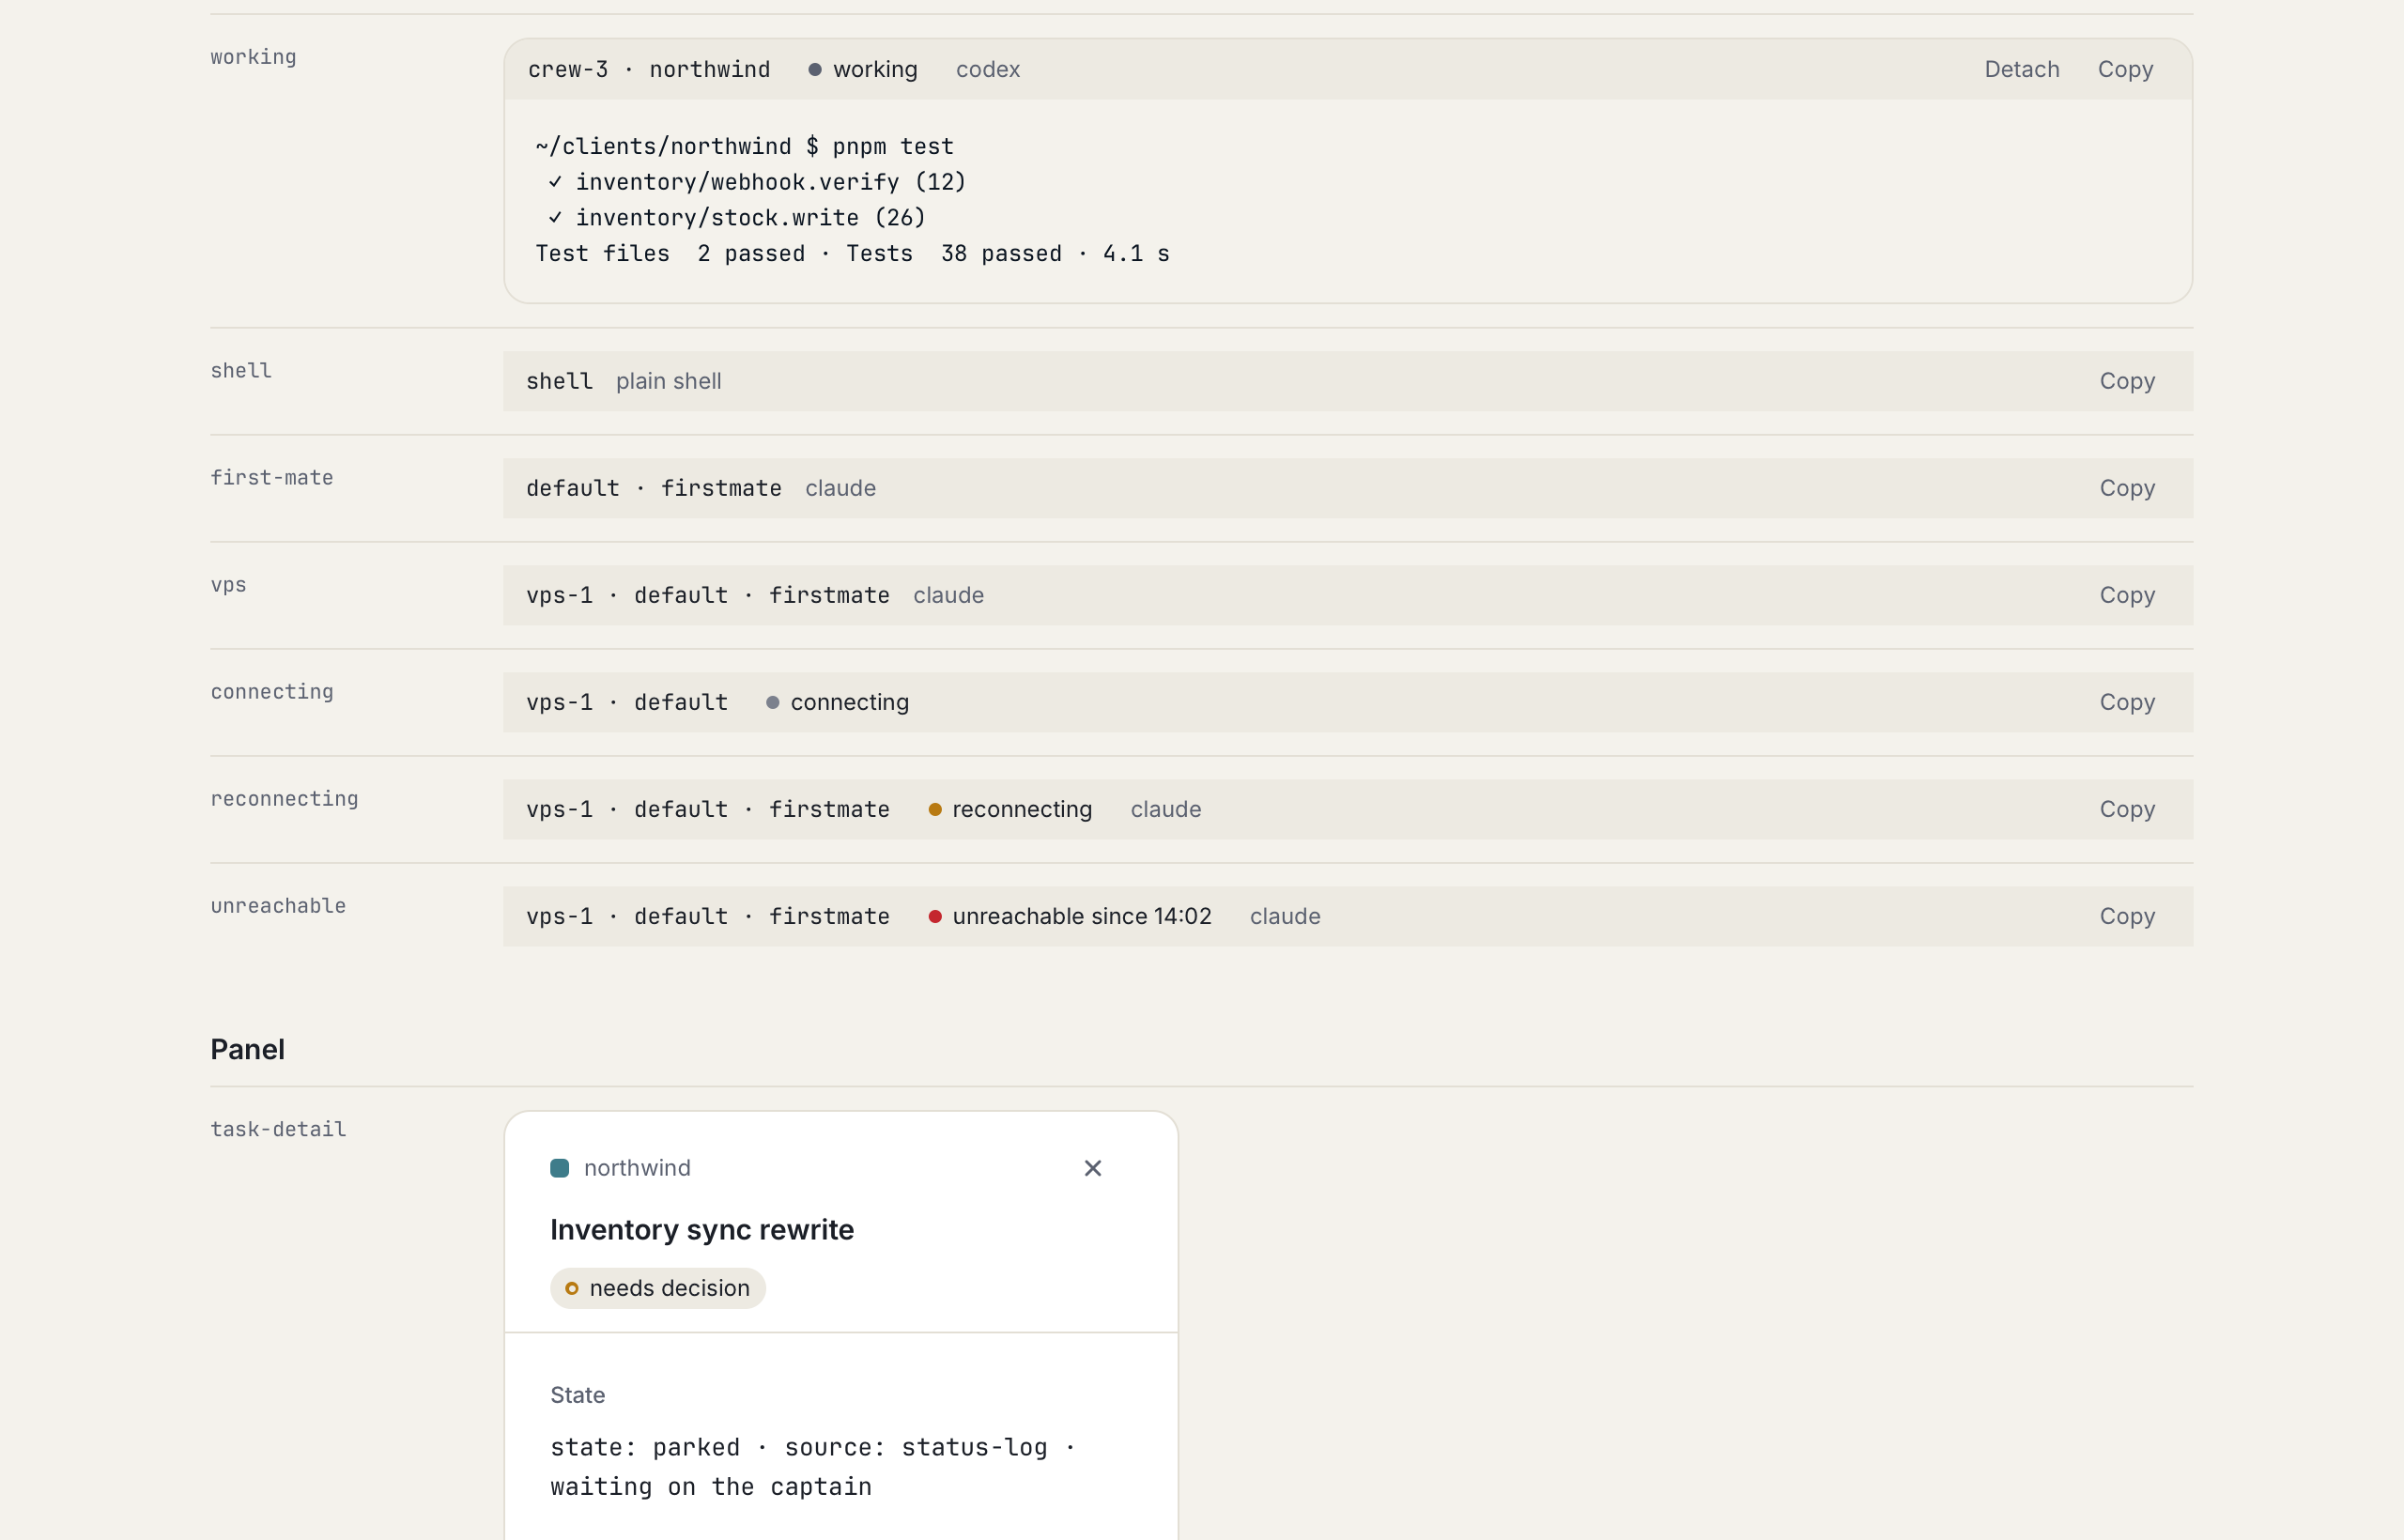 working
crew-3 · northwind working codex Detach Copy
~/clients/northwind $ pnpm test
✓ inventory/webhook.verify (12)
✓ inventory/stock.write (26)
Test files 2 passed · Tests 38 passed · 4.1 s
shell
shell plain shell Copy
first-mate
default · firstmate claude Copy
vps
vps-1 · default · firstmate claude Copy
connecting
vps-1 · default connecting Copy
reconnecting
vps-1 · default · firstmate reconnecting claude Copy
unreachable
vps-1 · default · firstmate unreachable since 14:02 claude Copy
Panel
task-detail
northwind
Inventory sync rewrite
needs decision
State
state: parked · source: status-log ·
waiting on the captain